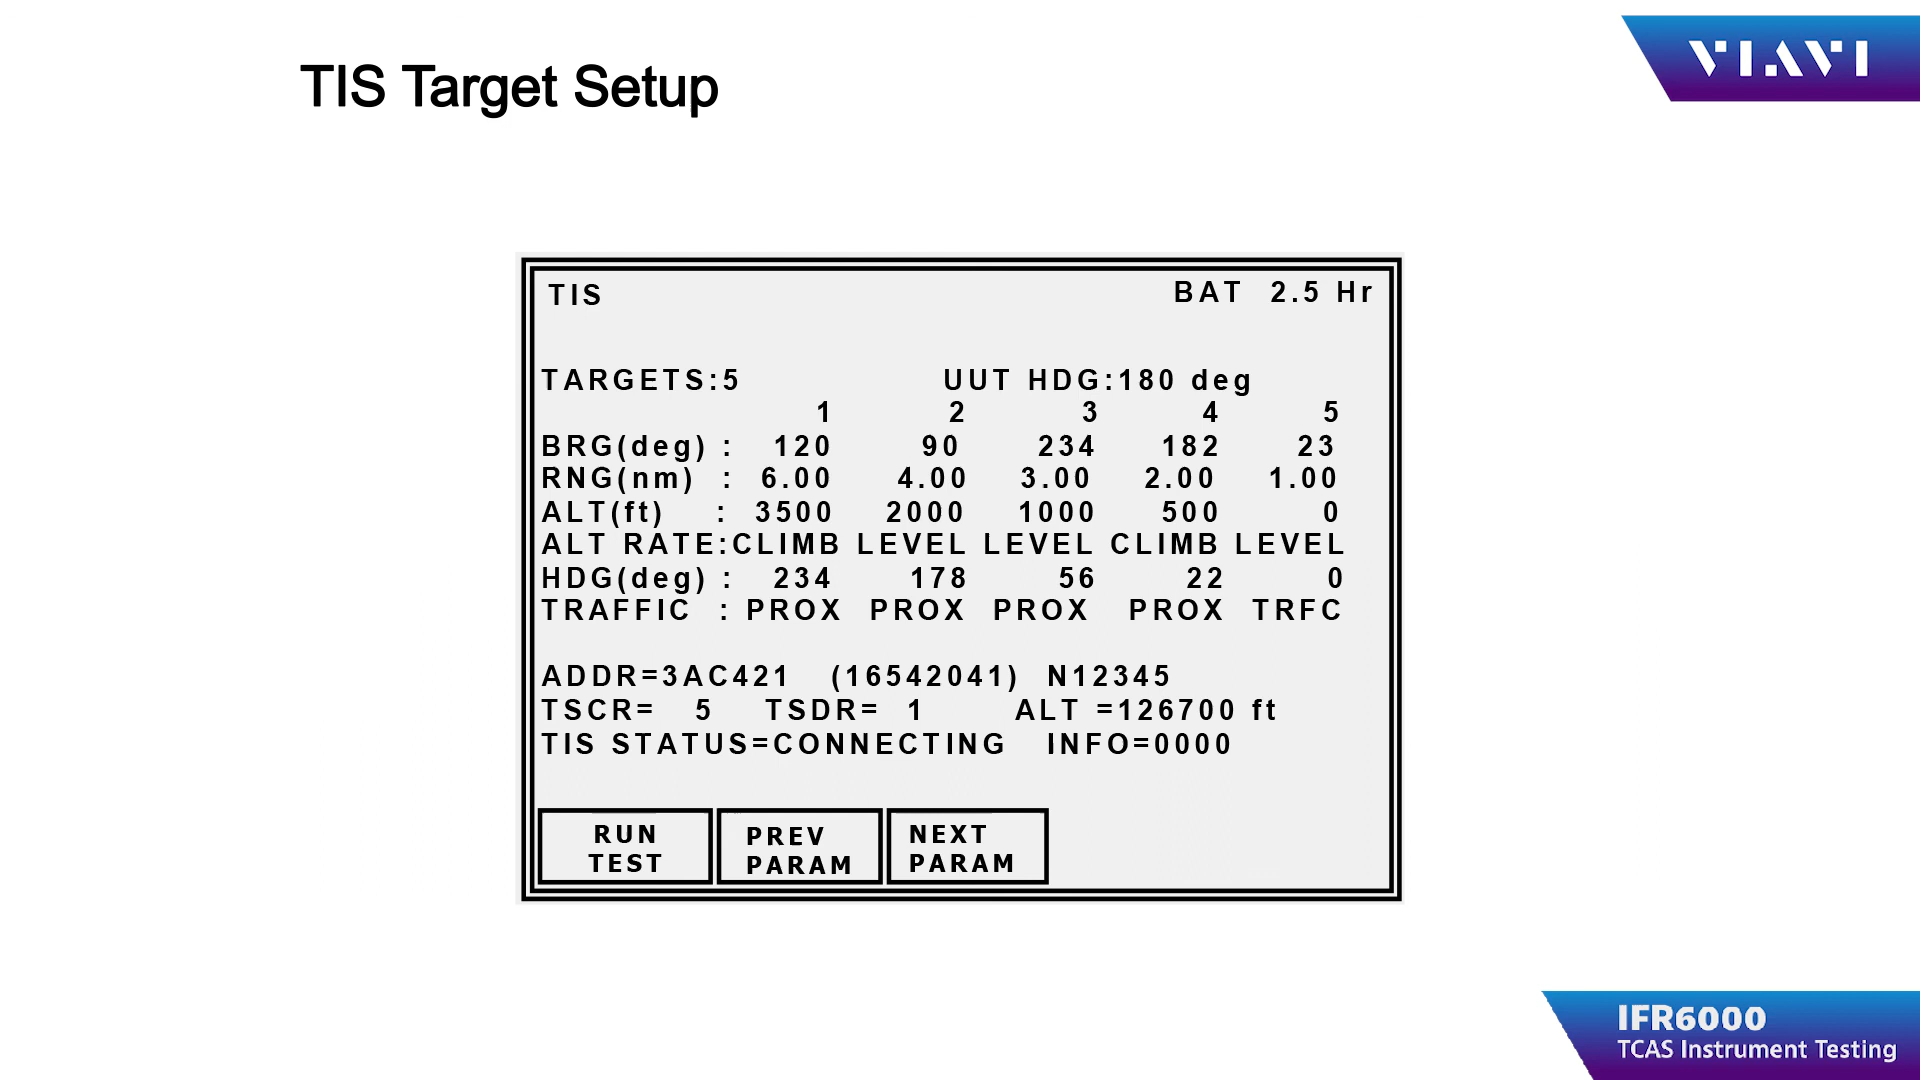 TIS Target Setup
VIAVI
TIS BAT 2.5 Hr
TARGETS:5 UUT HDG:180 deg
1 2 3 4 5
BRG(deg) : 120 90 234 182 23
RNG(nm) : 6.00 4.00 3.00 2.00 1.00
ALT(ft) : 3500 2000 1000 500 0
ALT RATE:CLIMB LEVEL LEVEL CLIMB LEVEL
HDG(deg) : 234 178 56 22 0
TRAFFIC : PROX PROX PROX PROX TRFC
ADDR=3AC421 (16542041) N12345
TSCR= 5 TSDR= 1 ALT =126700 ft
TIS STATUS=CONNECTING INFO=0000
RUN TEST
PREV PARAM
NEXT PARAM
IFR6000
TCAS Instrument Testing